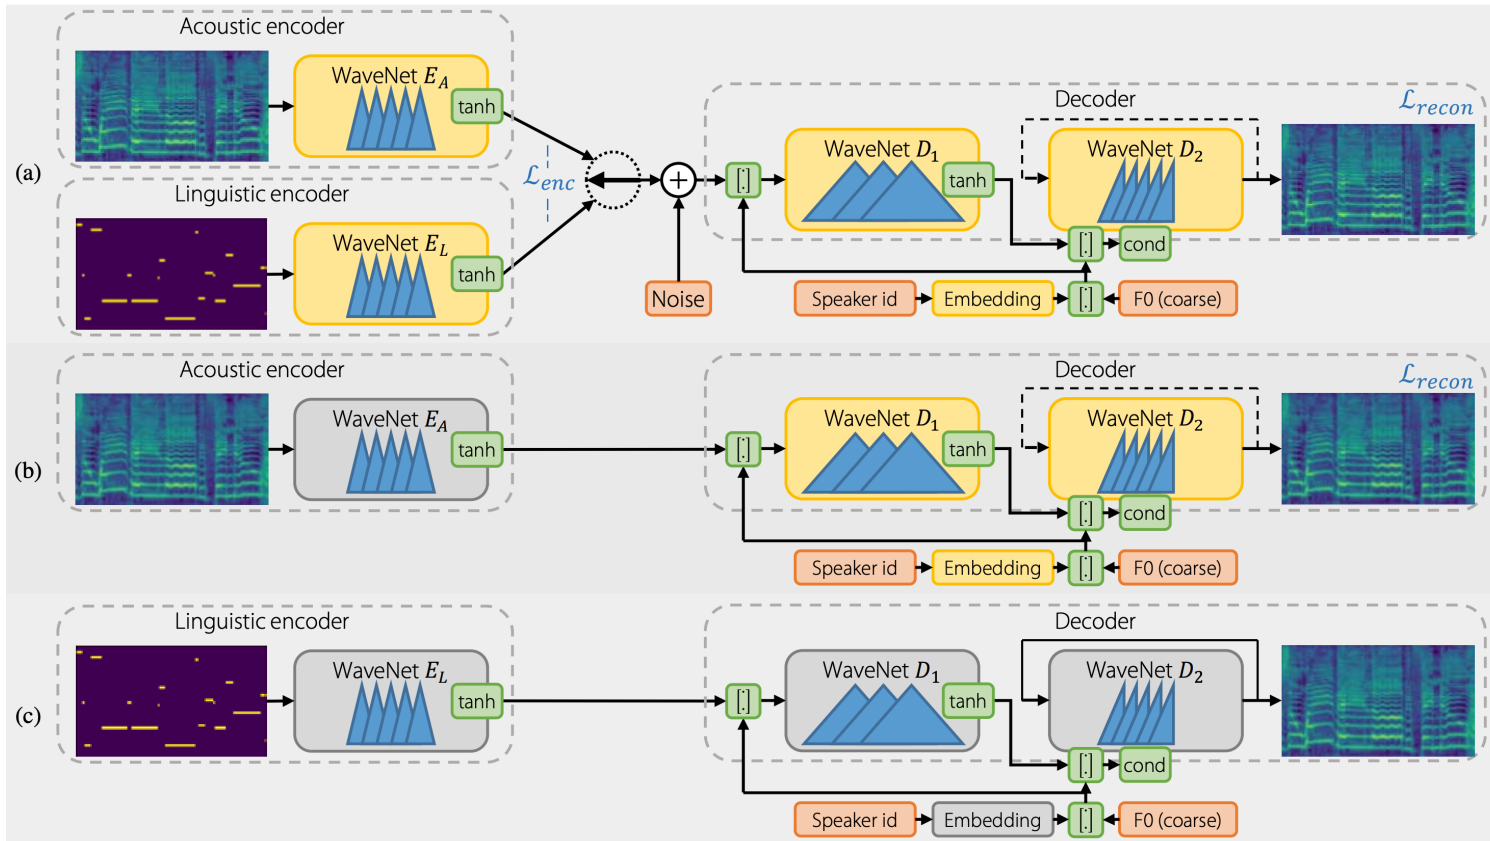 Acoustic encoder
WaveNet E_A
tanh
(a)
Linguistic encoder
WaveNet E_L
tanh
ℒ_enc
+
Noise
Decoder
ℒ_recon
[:]
WaveNet D_1
tanh
WaveNet D_2
[:]
cond
Speaker id
Embedding
[:]
F0 (coarse)
(b)
Acoustic encoder
WaveNet E_A
tanh
Decoder
ℒ_recon
[:]
WaveNet D_1
tanh
WaveNet D_2
[:]
cond
Speaker id
Embedding
[:]
F0 (coarse)
(c)
Linguistic encoder
WaveNet E_L
tanh
Decoder
[:]
WaveNet D_1
tanh
WaveNet D_2
[:]
cond
Speaker id
Embedding
[:]
F0 (coarse)